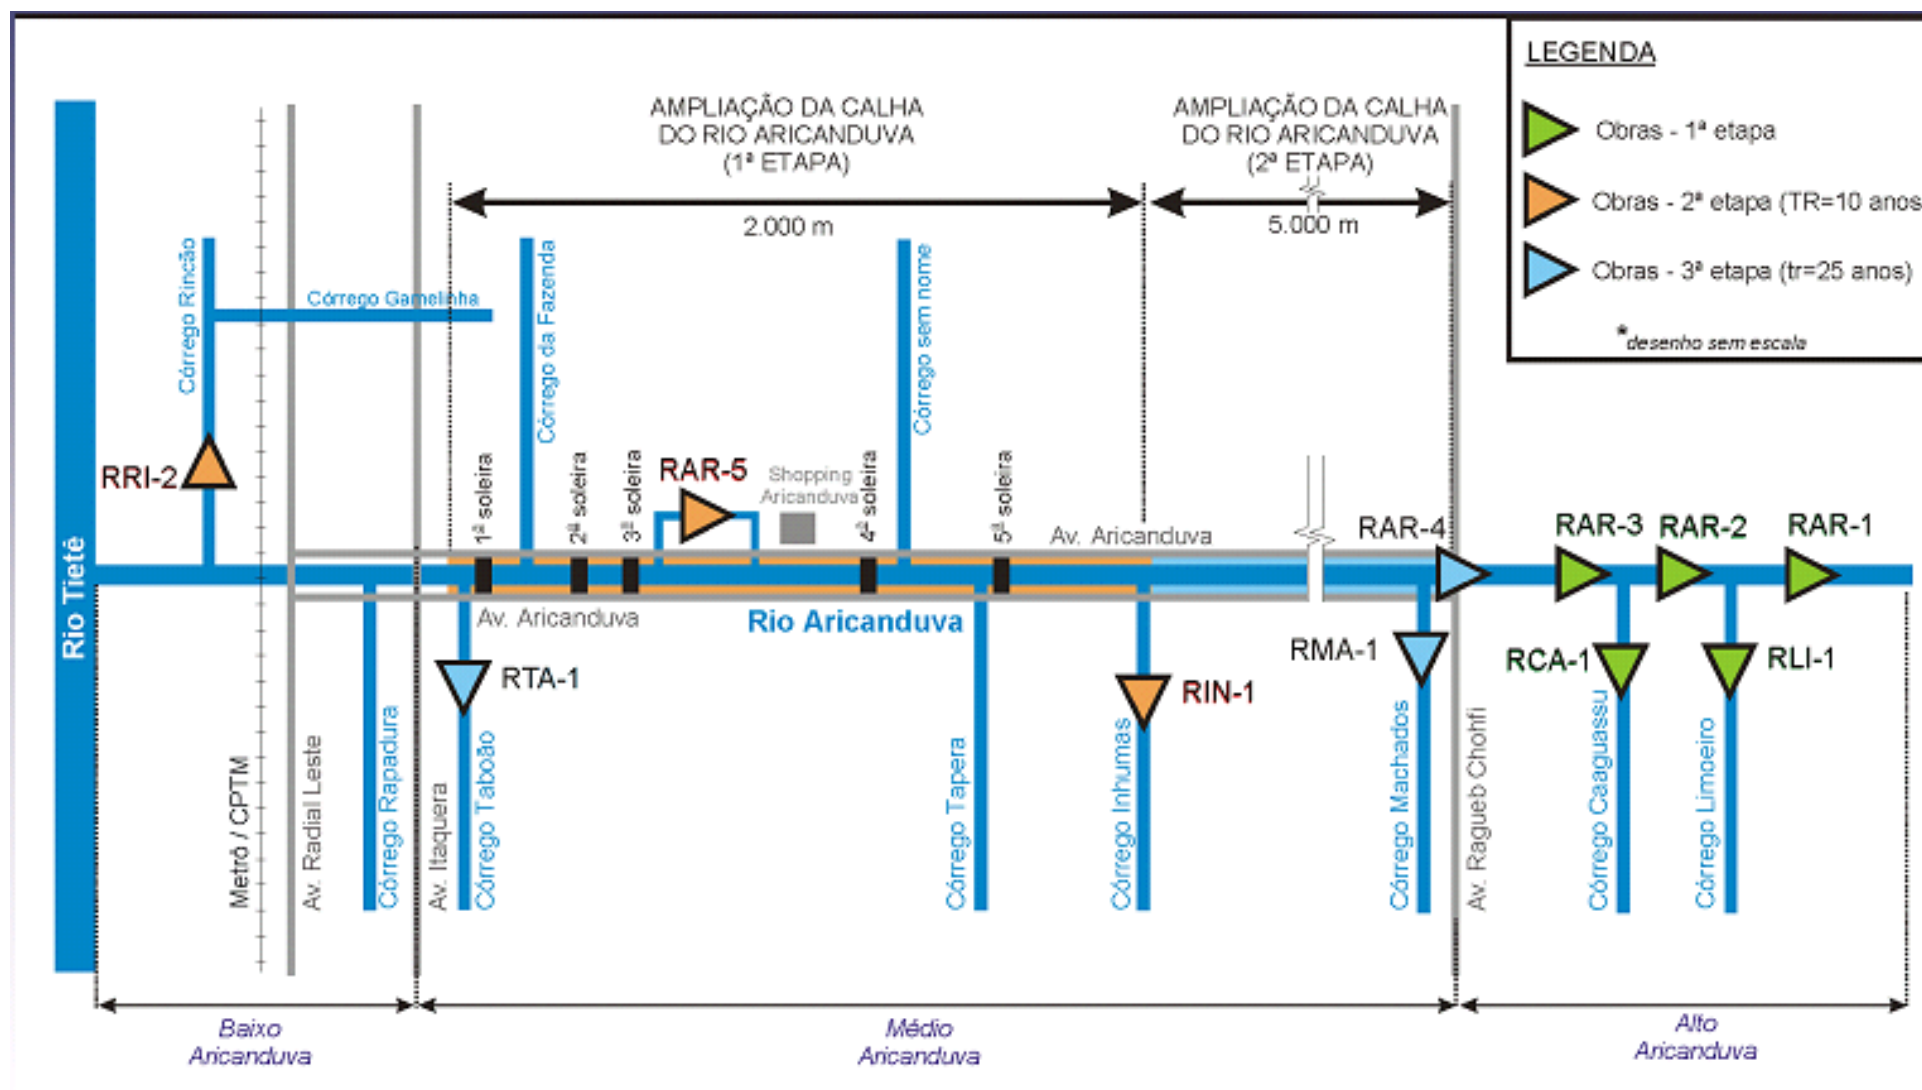 LEGENDA
Obras - 1ª etapa
Obras - 2ª etapa (TR=10 anos
Obras - 3ª etapa (tr=25 anos)
*desenho sem escala
AMPLIAÇÃO DA CALHA
DO RIO ARICANDUVA
(1ª ETAPA)
2.000 m
AMPLIAÇÃO DA CALHA
DO RIO ARICANDUVA
(2ª ETAPA)
5.000 m
Córrego Rincão
Córrego Gamelinha
Córrego da Fazenda
Córrego sem nome
RRI-2
1ª soleira
2ª soleira
3ª soleira
RAR-5
Shopping
Aricanduva
4ª soleira
5ª soleira
Av. Aricanduva
RAR-4
RAR-3
RAR-2
RAR-1
Rio Tietê
Av. Aricanduva
Rio Aricanduva
RTA-1
RIN-1
RMA-1
RCA-1
RLI-1
Metrô / CPTM
Av. Radial Leste
Córrego Rapadura
Av. Itaquera
Córrego Taboão
Córrego Tapera
Córrego Inhumas
Córrego Machados
Av. Ragueb Chohfi
Córrego Caaguassu
Córrego Limoeiro
Baixo
Aricanduva
Médio
Aricanduva
Alto
Aricanduva